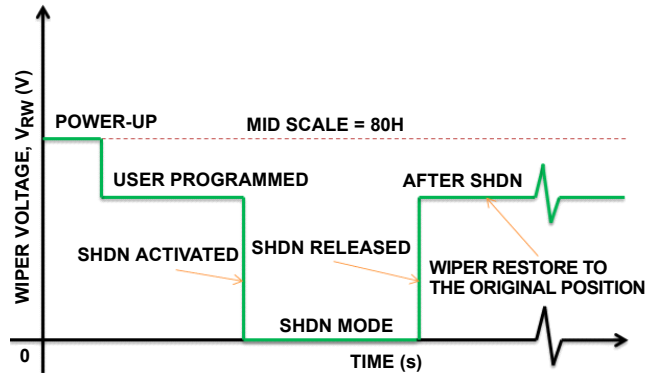 WIPER VOLTAGE, VRW (V)
POWER-UP
MID SCALE = 80H
USER PROGRAMMED
AFTER SHDN
SHDN ACTIVATED
SHDN RELEASED
WIPER RESTORE TO
THE ORIGINAL POSITION
SHDN MODE
0
TIME (s)